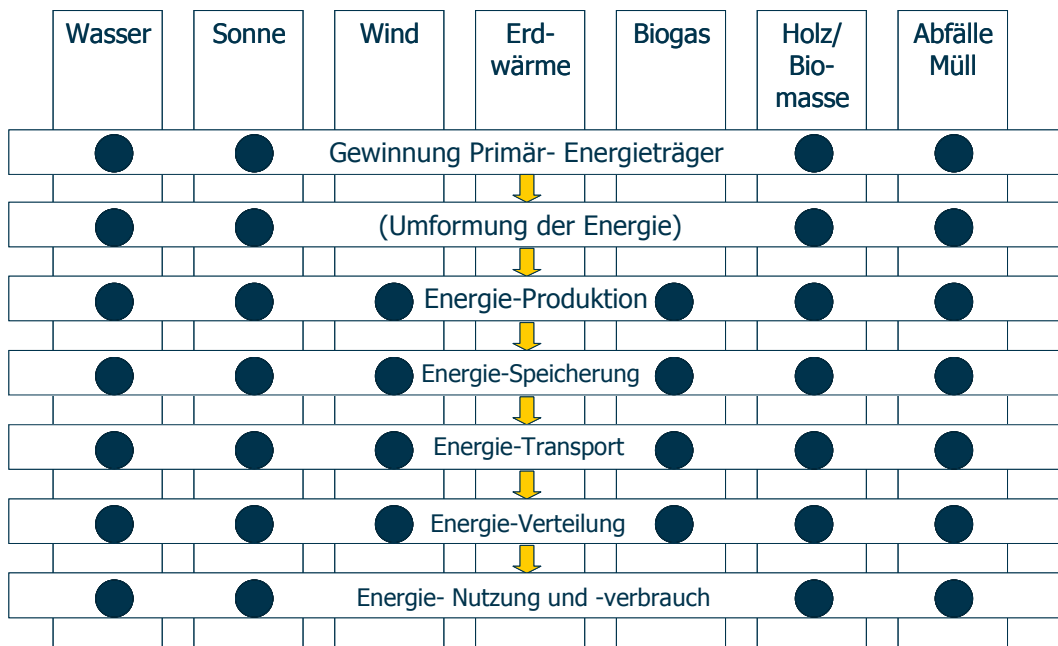 Wasser
Sonne
Wind
Erd-
wärme
Biogas
Holz/
Bio-
masse
Abfälle
Müll
Gewinnung Primär- Energieträger
(Umformung der Energie)
Energie-Produktion
Energie-Speicherung
Energie-Transport
Energie-Verteilung
Energie- Nutzung und -verbrauch